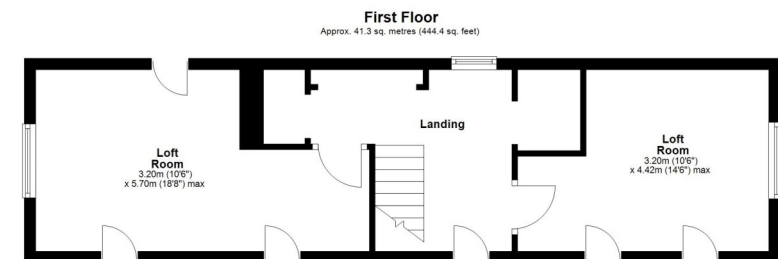 First Floor
Approx. 41.3 sq. metres (444.4 sq. feet)
Landing
Loft
Room
3.20m (10'6")
x 5.70m (18'8") max
Loft
Room
3.20m (10'6")
x 4.42m (14'6") max